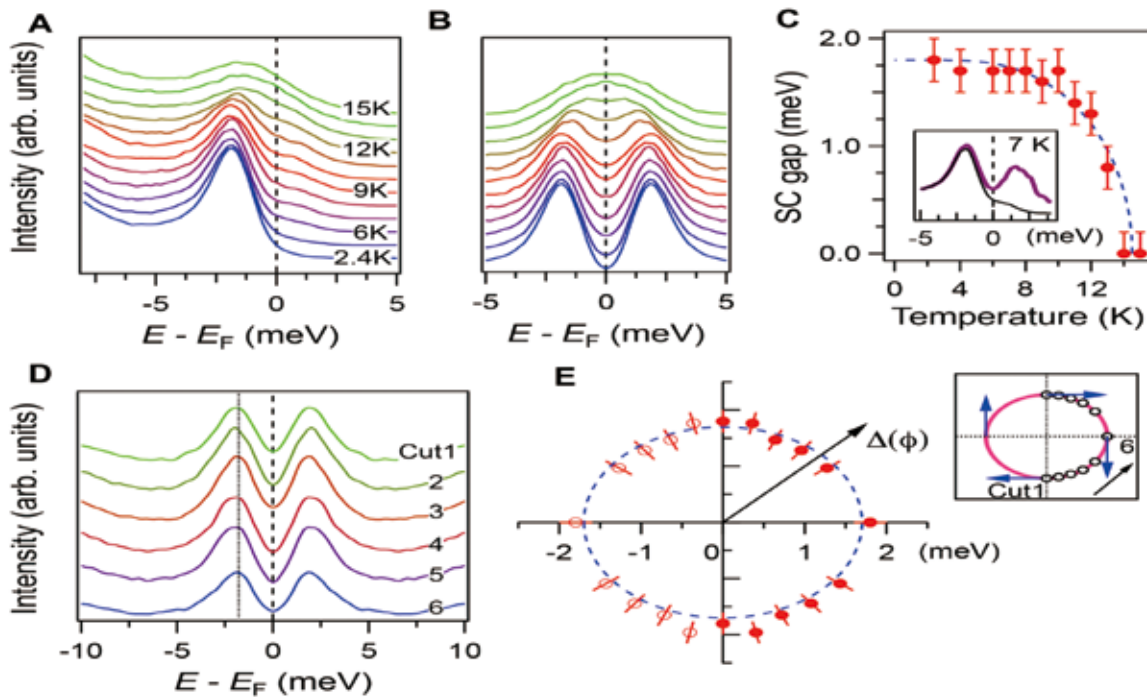 A
Intensity (arb. units)
15K
12K
9K
6K
2.4K
-5
0
5
E - EF (meV)
B
-5
0
5
E - EF (meV)
C
SC gap (meV)
2.0
1.0
0.0
7 K
-5
0
(meV)
0
4
8
12
Temperature (K)
D
Intensity (arb. units)
Cut1
2
3
4
5
6
-10
-5
0
5
10
E - EF (meV)
E
Δ(ϕ)
-2
-1
0
1
2
(meV)
6
Cut1